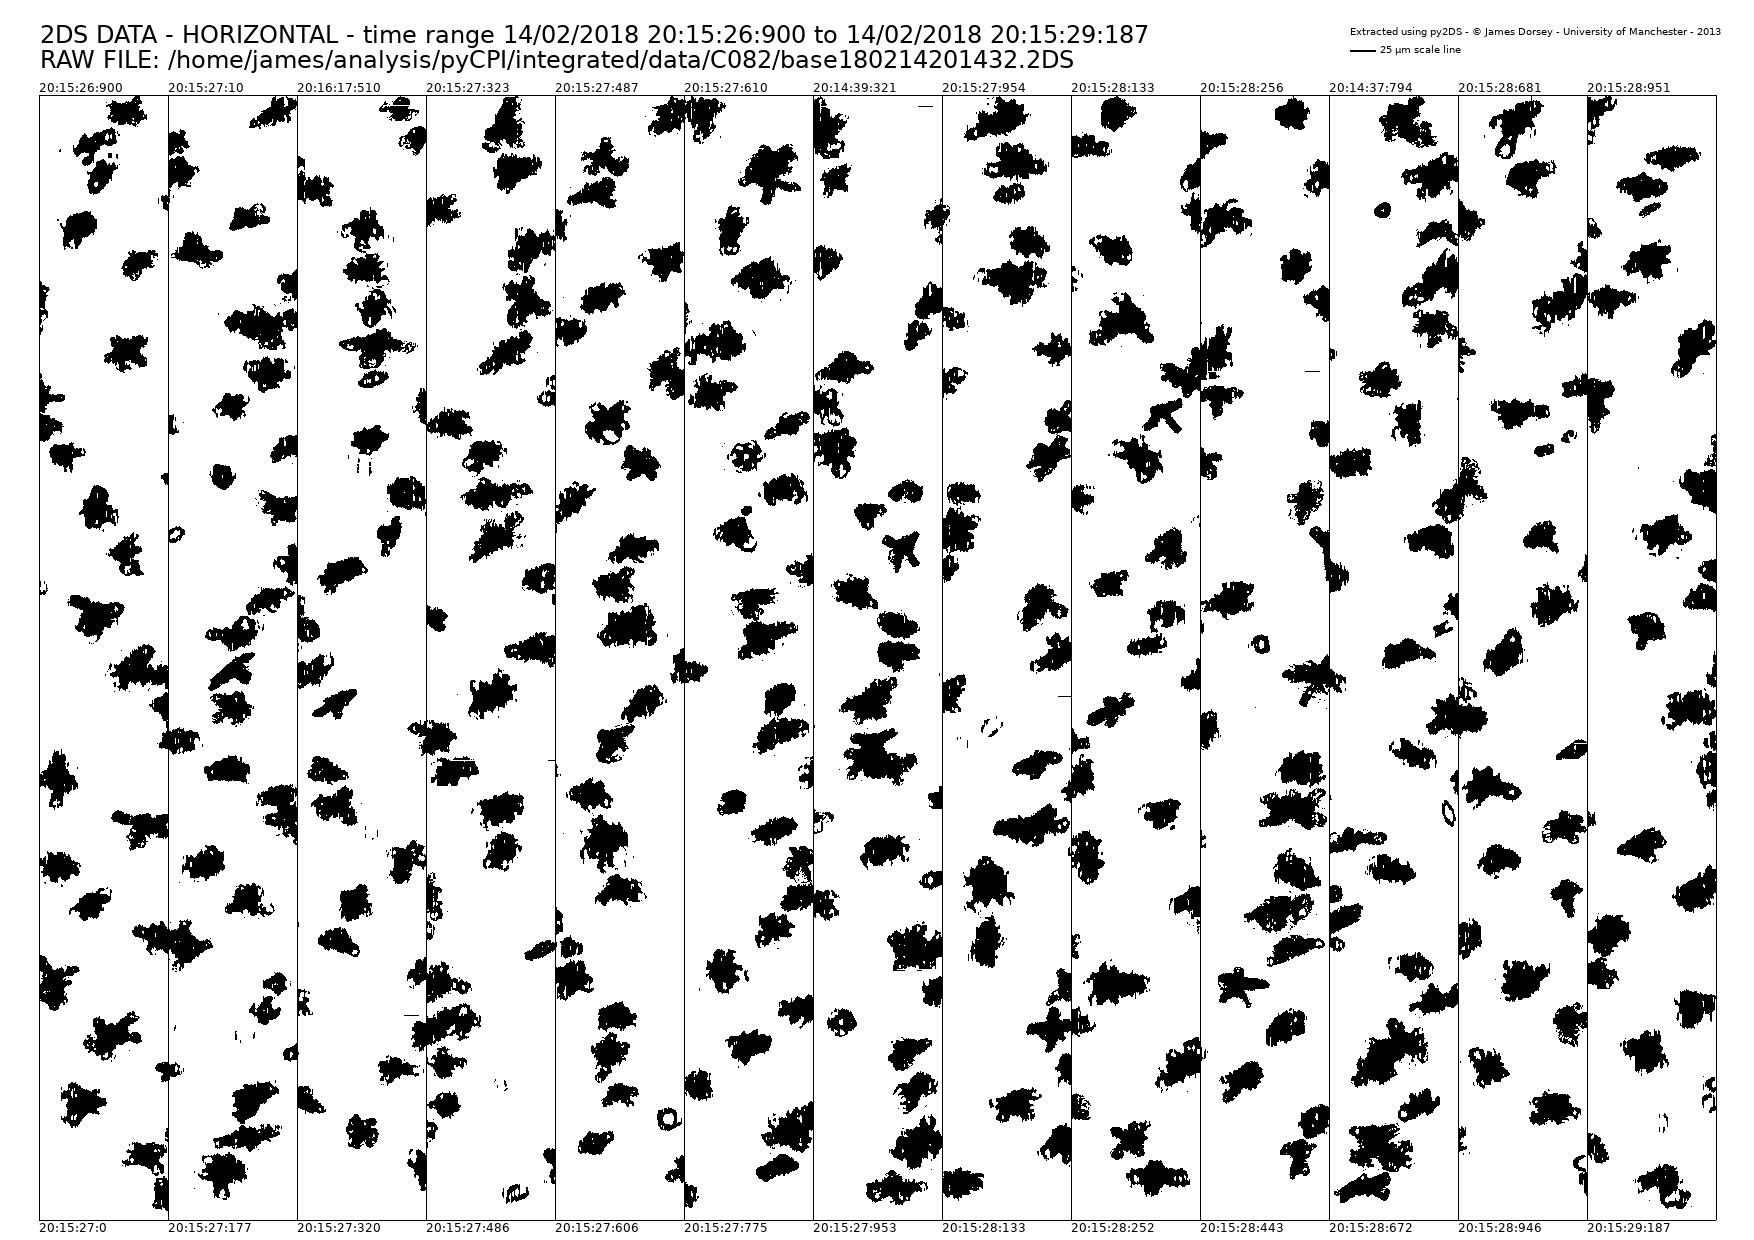 2DS DATA - HORIZONTAL - time range 14/02/2018 20:15:26:900 to 14/02/2018 20:15:29:187
RAW FILE: /home/james/analysis/pyCPI/integrated/data/C082/base180214201432.2DS
Extracted using py2DS - © James Dorsey - University of Manchester - 2013
25 µm scale line
20:15:26:900 20:15:27:10 20:16:17:510 20:15:27:323 20:15:27:487 20:15:27:610 20:14:39:321 20:15:27:954 20:15:28:133 20:15:28:256 20:14:37:794 20:15:28:681 20:15:28:951
20:15:27:0 20:15:27:177 20:15:27:320 20:15:27:486 20:15:27:606 20:15:27:775 20:15:27:953 20:15:28:133 20:15:28:252 20:15:28:443 20:15:28:672 20:15:28:946 20:15:29:187